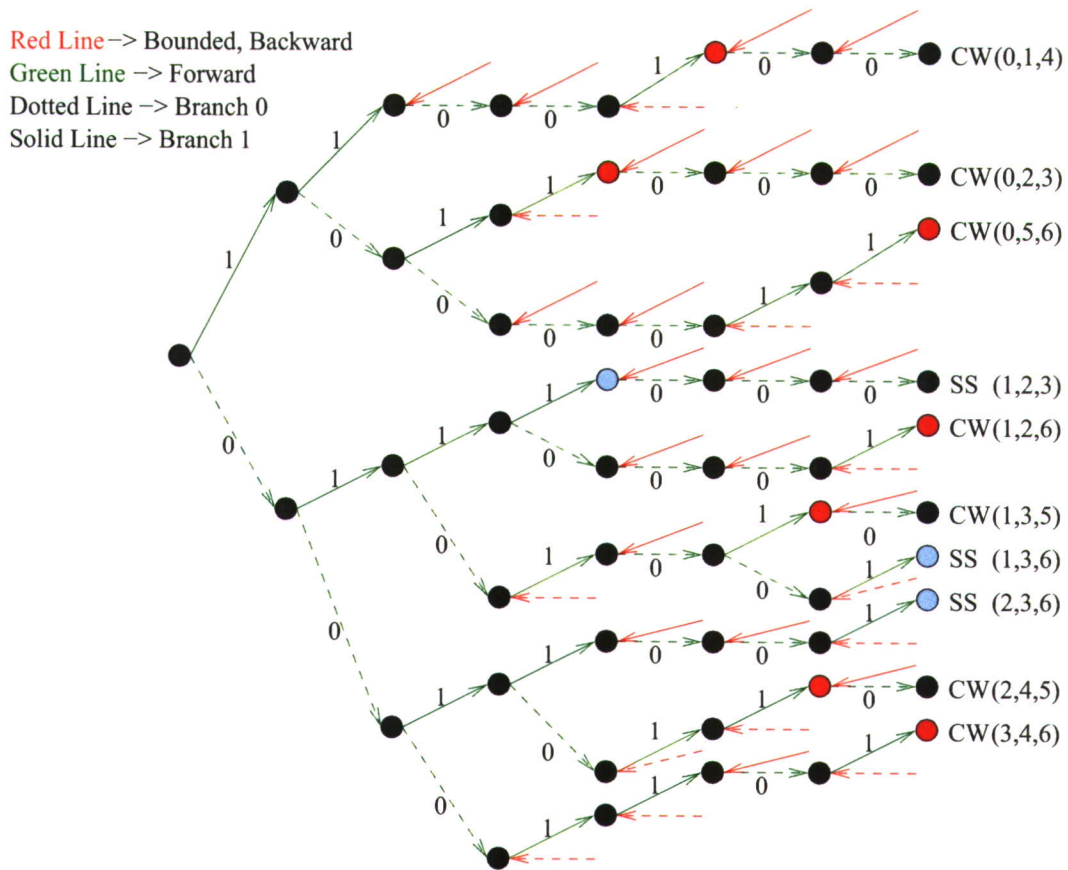 Red Line −> Bounded, Backward
Green Line −> Forward
Dotted Line −> Branch 0
Solid Line −> Branch 1
1 1 0 0 1 0 0 CW(0,1,4)
0 1 1 0 0 0 CW(0,2,3)
0 0 0 1 1 CW(0,5,6)
0 1 1 1 0 0 0 SS (1,2,3)
0 0 0 1 CW(1,2,6)
0 1 0 1 0 CW(1,3,5)
0 1 SS (1,3,6)
0 1 1 0 0 1 SS (2,3,6)
0 1 1 0 CW(2,4,5)
0 1 1 0 1 CW(3,4,6)